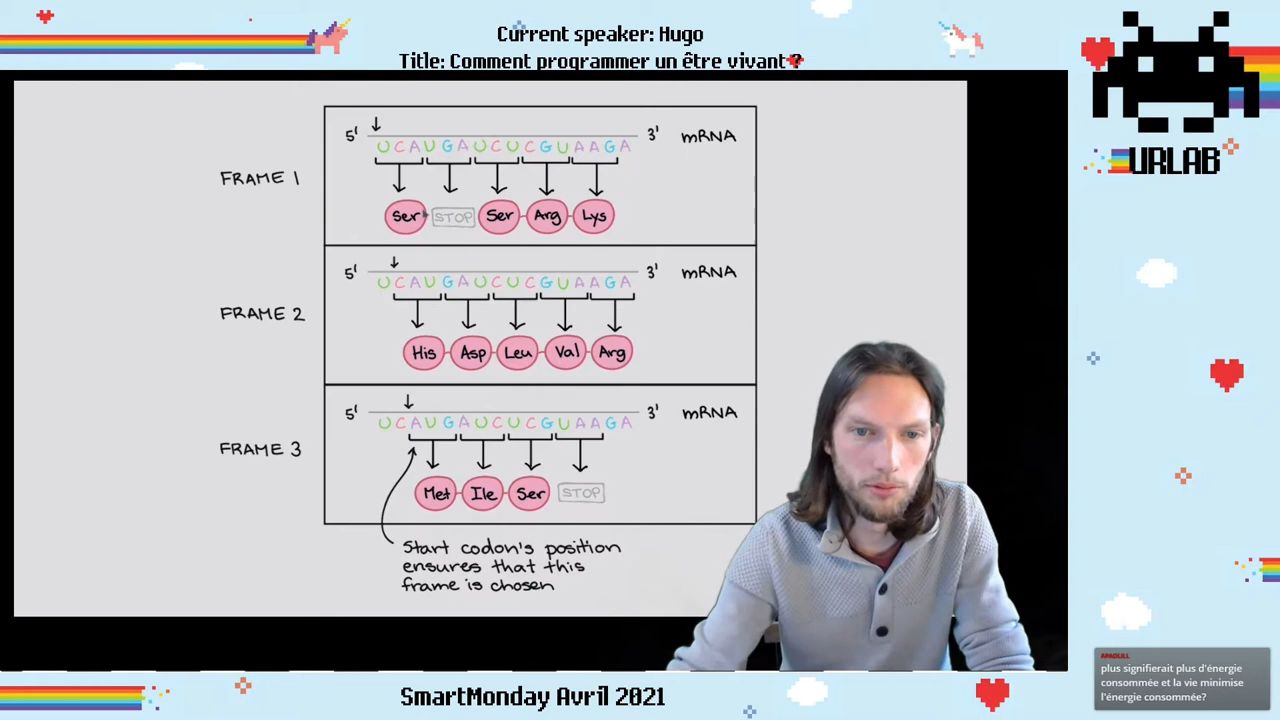 Current speaker: Hugo
Title: Comment programmer un être vivant ?
URLAB
5' UCAUGAUCUCGUAAGA 3' mRNA
FRAME 1
Ser STOP Ser Arg Lys
5' UCAUGAUCUCGUAAGA 3' mRNA
FRAME 2
His Asp Leu Val Arg
5' UCAUGAUCUCGUAAGA 3' mRNA
FRAME 3
Met Ile Ser STOP
Start codon's position
ensures that this
frame is chosen
APAGULL
plus signifierait plus d'énergie
consommée et la vie minimise
l'énergie consommée?
SmartMonday Avril 2021